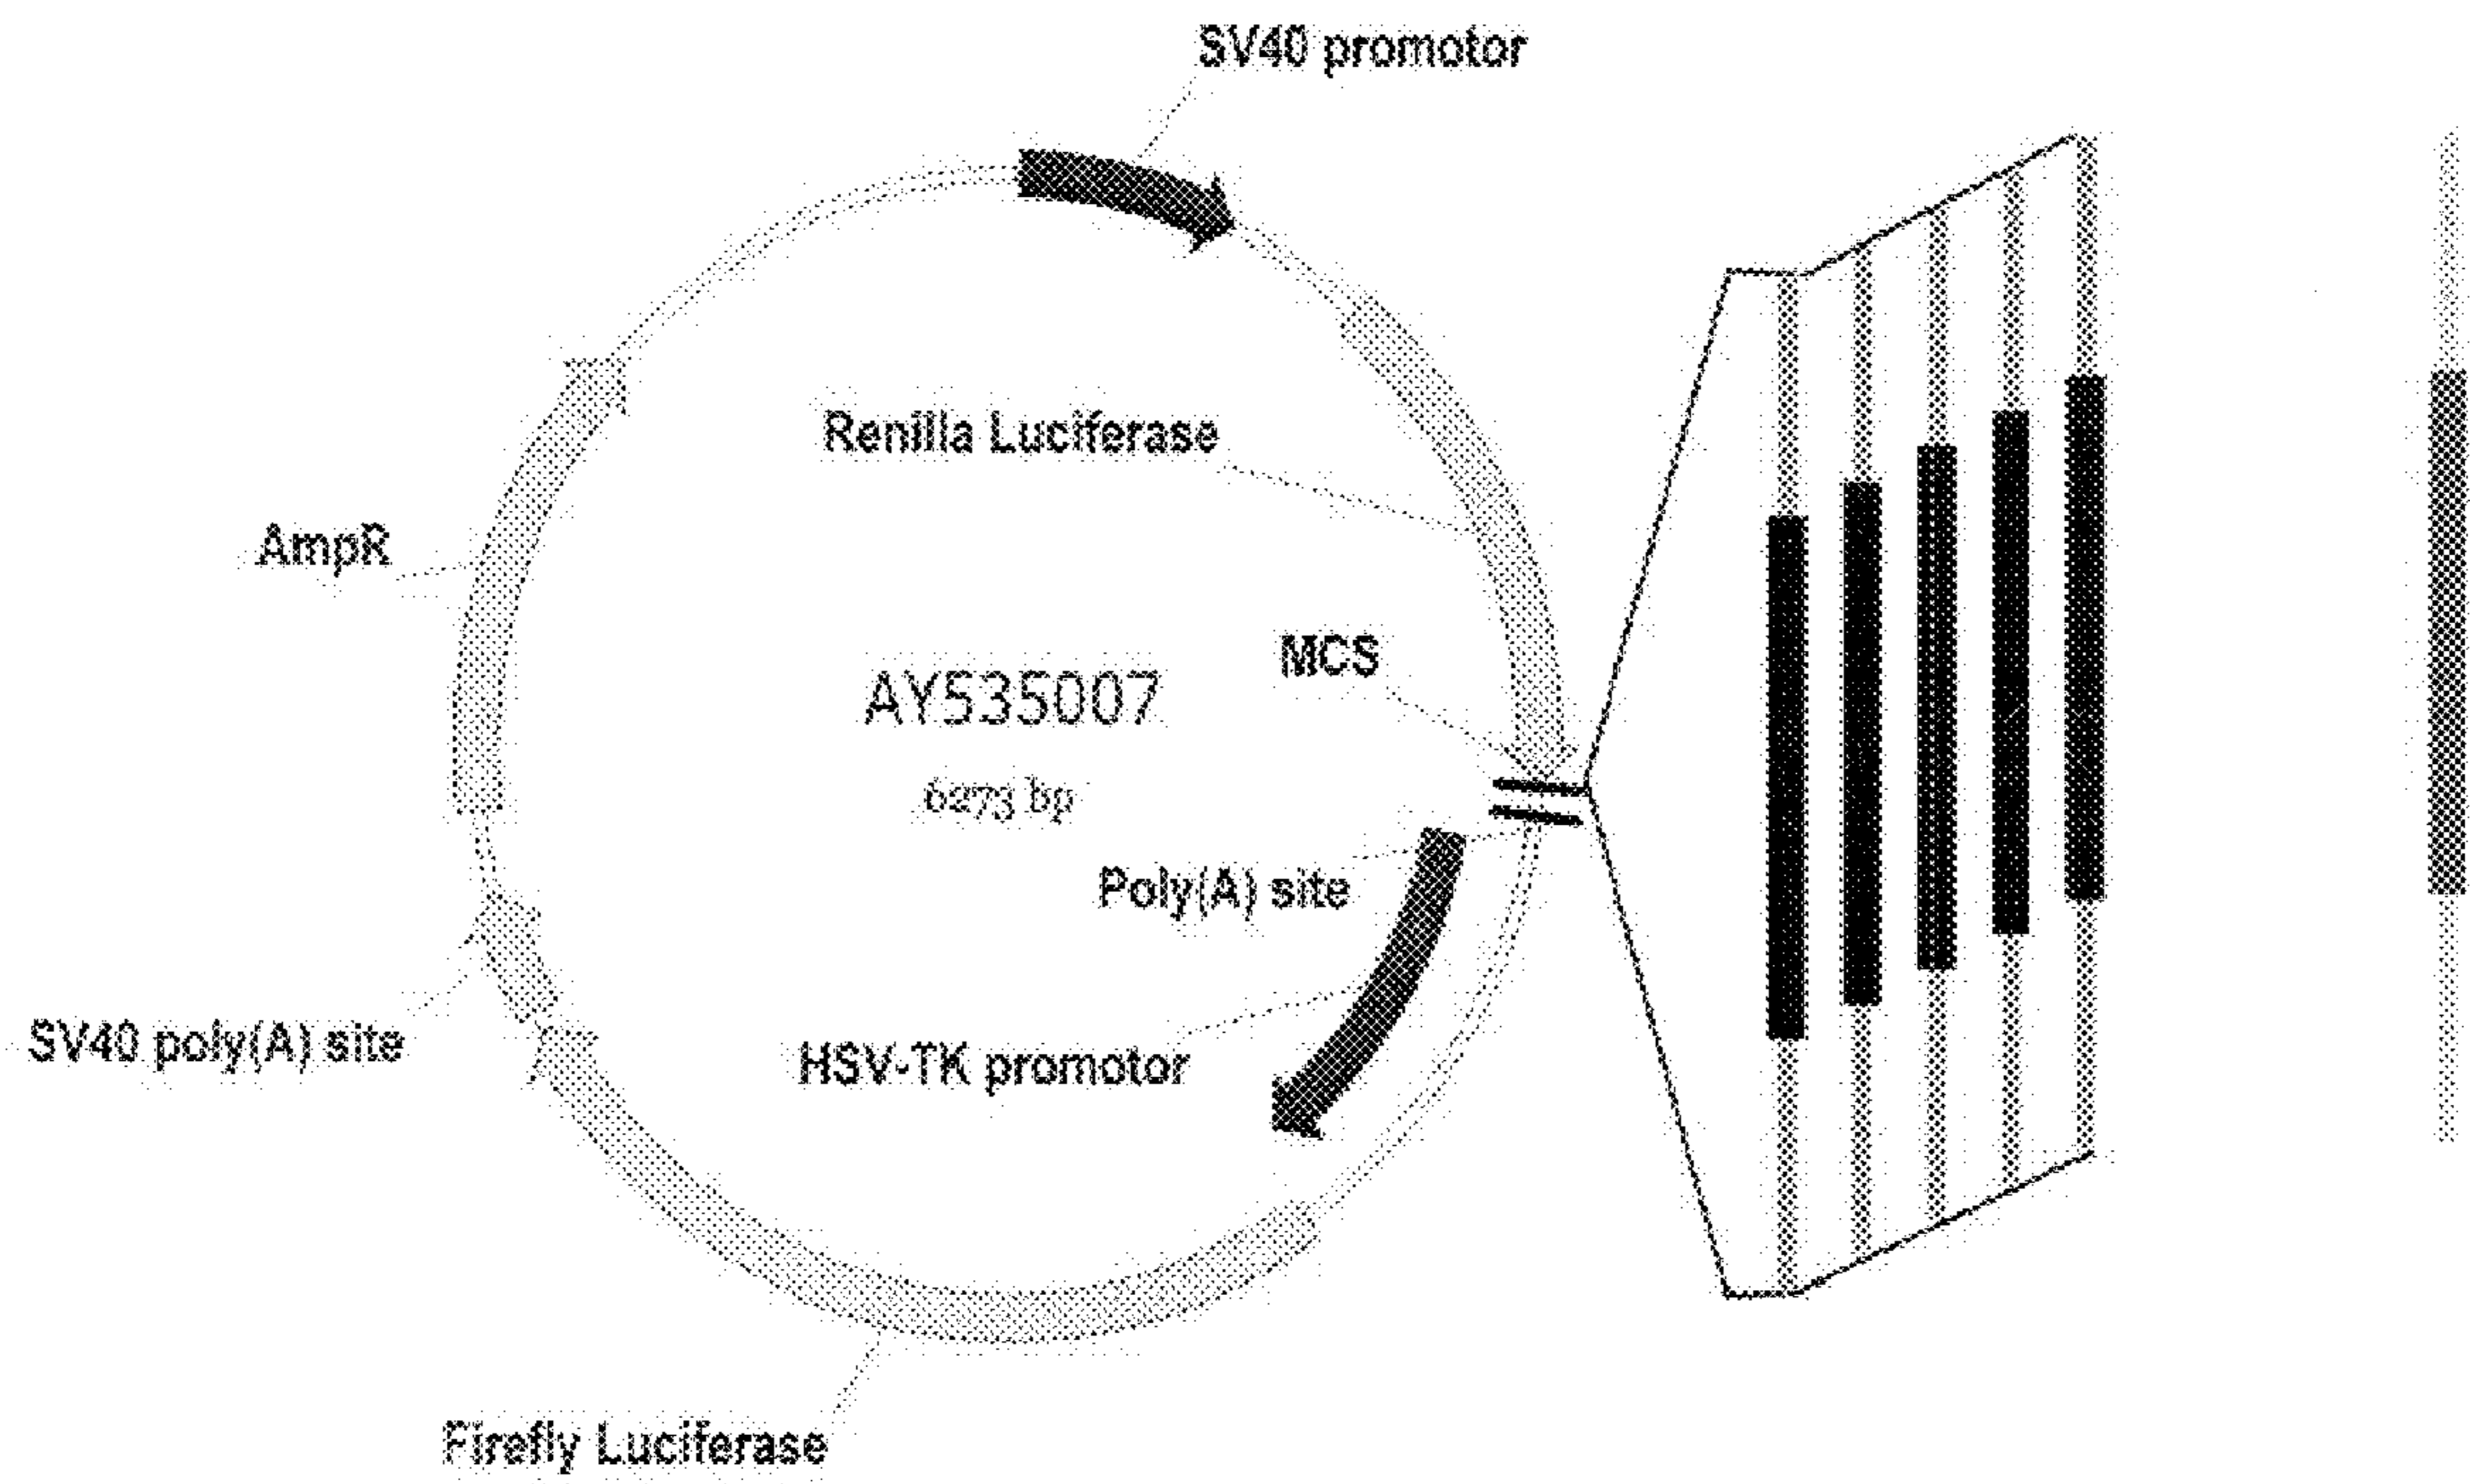 SV40 promotor
Renilla Luciferase
AmpR
MCS
AY535007
6273 bp
Poly(A) site
SV40 poly(A) site
HSV-TK promotor
Firefly Luciferase